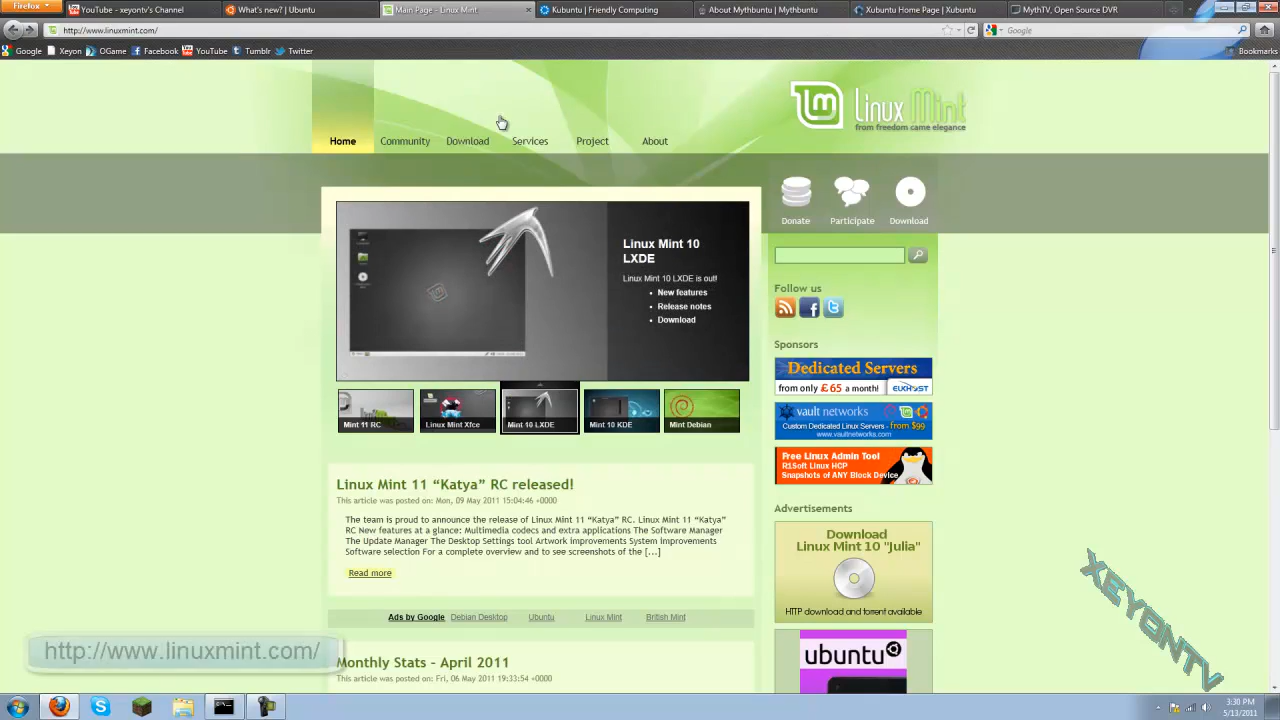 Firefox
YouTube - xeyontv's Channel
What's new? | Ubuntu
Main Page - Linux Mint
Kubuntu | Friendly Computing
About Mythbuntu | Mythbuntu
Xubuntu Home Page | Xubuntu
MythTV, Open Source DVR
http://www.linuxmint.com/
Google
Google
Xeyon
OGame
Facebook
YouTube
Tumblr
Twitter
Bookmarks
Linux Mint
from freedom came elegance
Home
Community
Download
Services
Project
About
Donate
Participate
Download
Linux Mint 10
LXDE
Linux Mint 10 LXDE is out!
• New features
• Release notes
• Download
Mint 11 RC
Linux Mint Xfce
Mint 10 LXDE
Mint 10 KDE
Mint Debian
Follow us
Sponsors
Dedicated Servers
from only £65 a month!
ELKHOST
vault networks
Custom Dedicated Linux Servers - from $99
www.vaultnetworks.com
Free Linux Admin Tool
R1Soft Linux HCP
Snapshots of ANY Block Device
Linux Mint 11 “Katya” RC released!
This article was posted on: Mon, 09 May 2011 15:04:46 +0000
The team is proud to announce the release of Linux Mint 11 “Katya” RC. Linux Mint 11 “Katya”
RC New features at a glance: Multimedia codecs and extra applications The Software Manager
The Update Manager The Desktop Settings tool Artwork improvements System improvements
Software selection For a complete overview and to see screenshots of the [...]
Read more
Advertisements
Download
Linux Mint 10 "Julia"
HTTP download and torrent available
Ads by Google
Debian Desktop
Ubuntu
Linux Mint
British Mint
ubuntu
Monthly Stats – April 2011
This article was posted on: Fri, 06 May 2011 19:33:54 +0000
http://www.linuxmint.com/
XEYONTV
3:30 PM
5/13/2011